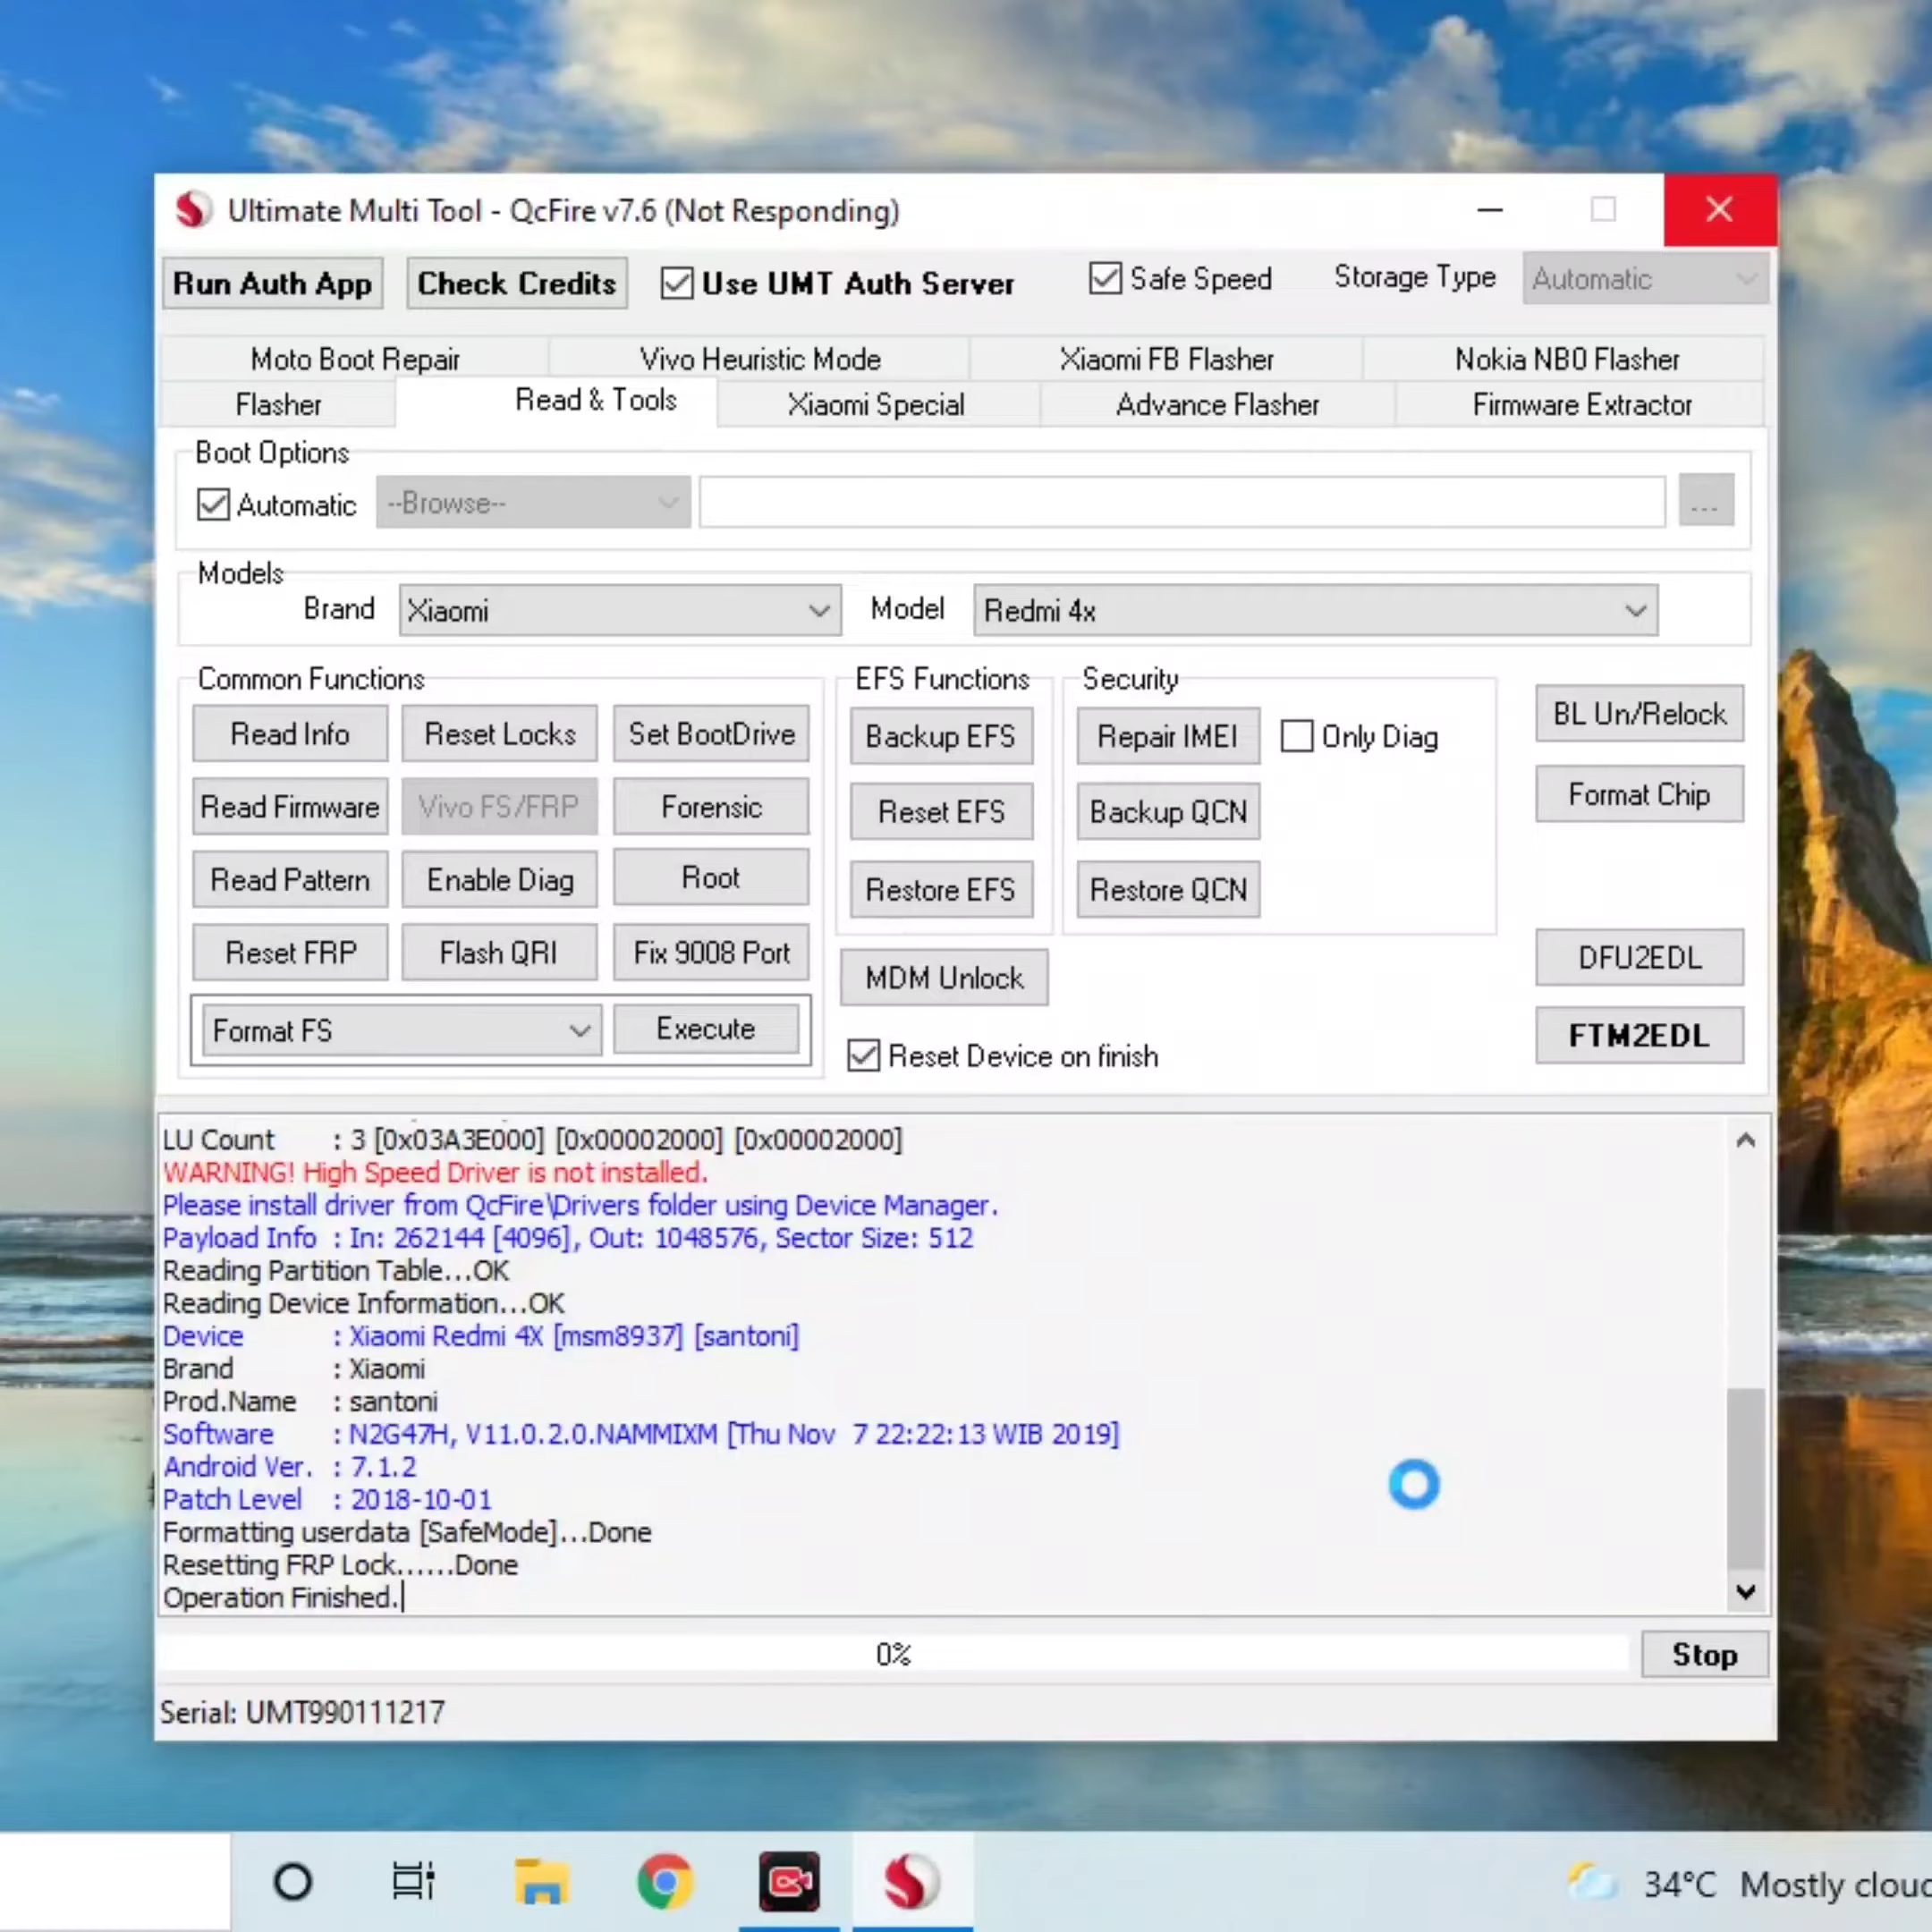 Ultimate Multi Tool - QcFire v7.6 (Not Responding)
Run Auth App Check Credits Use UMT Auth Server Safe Speed Storage Type Automatic
Moto Boot Repair Vivo Heuristic Mode Xiaomi FB Flasher Nokia NB0 Flasher
Flasher Read & Tools Xiaomi Special Advance Flasher Firmware Extractor
Boot Options
Automatic --Browse-- ...
Models
Brand Xiaomi Model Redmi 4x
Common Functions EFS Functions Security
Read Info Reset Locks Set BootDrive Backup EFS Repair IMEI Only Diag BL Un/Relock
Read Firmware Vivo FS/FRP Forensic Reset EFS Backup QCN Format Chip
Read Pattern Enable Diag Root Restore EFS Restore QCN
Reset FRP Flash QRI Fix 9008 Port MDM Unlock DFU2EDL
Format FS Execute Reset Device on finish FTM2EDL
LU Count : 3 [0x03A3E000] [0x00002000] [0x00002000]
WARNING! High Speed Driver is not installed.
Please install driver from QcFire\Drivers folder using Device Manager.
Payload Info : In: 262144 [4096], Out: 1048576, Sector Size: 512
Reading Partition Table...OK
Reading Device Information...OK
Device : Xiaomi Redmi 4X [msm8937] [santoni]
Brand : Xiaomi
Prod.Name : santoni
Software : N2G47H, V11.0.2.0.NAMMIXM [Thu Nov 7 22:22:13 WIB 2019]
Android Ver. : 7.1.2
Patch Level : 2018-10-01
Formatting userdata [SafeMode]...Done
Resetting FRP Lock......Done
Operation Finished.
0% Stop
Serial: UMT990111217
34°C Mostly cloud